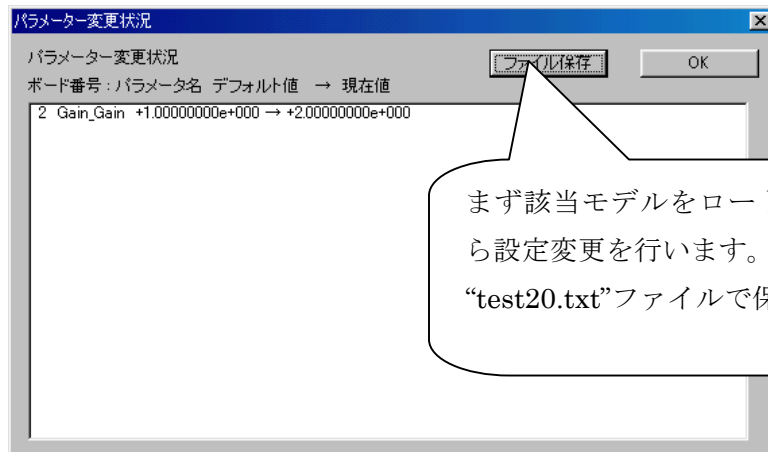 パラメーター変更状況
パラメーター変更状況
ファイル保存
OK
ボード番号：パラメータ名 デフォルト値 → 現在値
2 Gain_Gain +1.00000000e+000 → +2.00000000e+000
まず該当モデルをロー
ら設定変更を行います。
“test20.txt”ファイルで